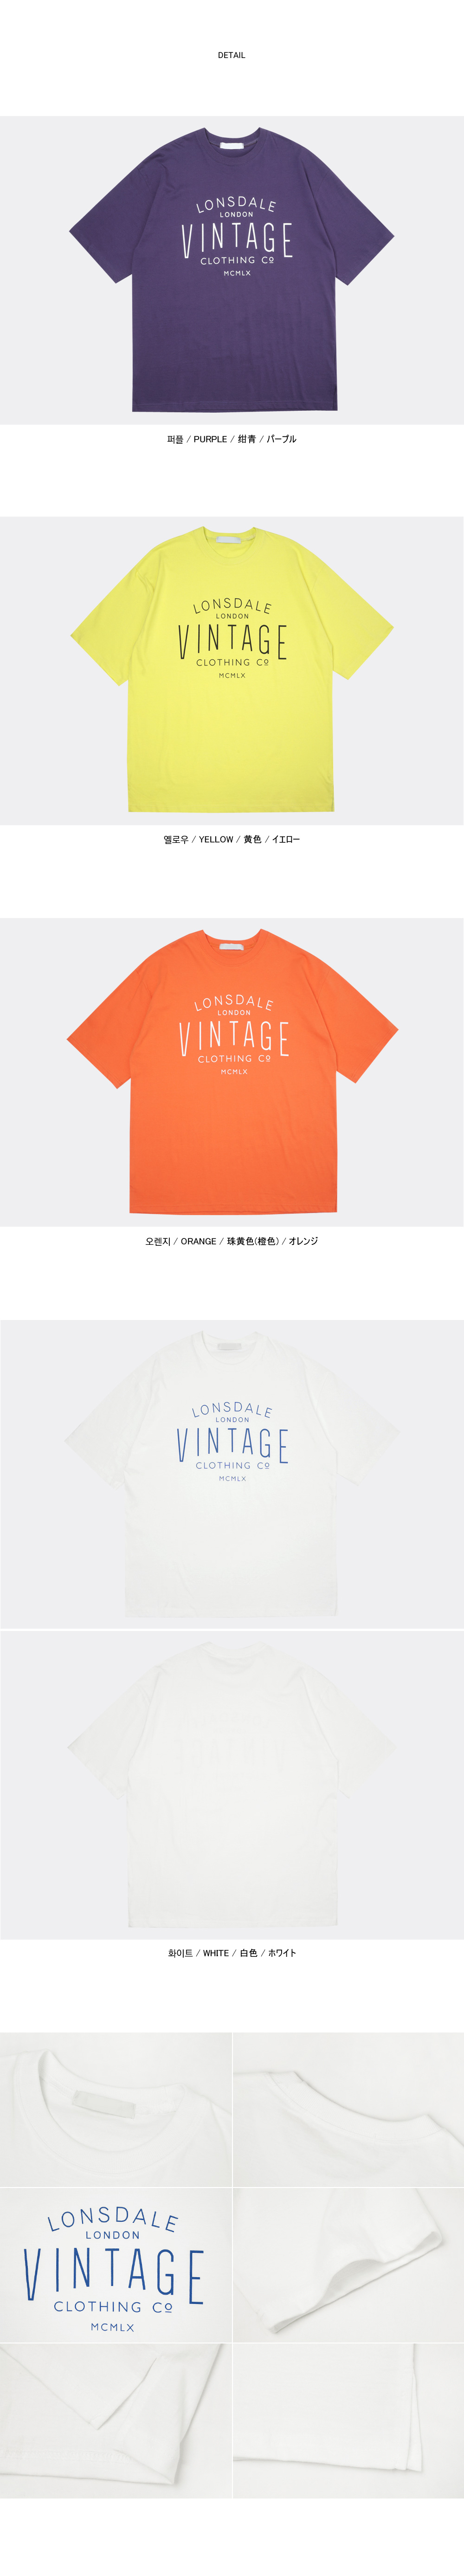 DETAIL
LONSDALE
LONDON
VINTAGE
CLOTHING Cº
MCMLX
퍼플 / PURPLE / 绀青 / パープル
LONSDALE
LONDON
VINTAGE
CLOTHING Cº
MCMLX
옐로우 / YELLOW / 黄色 / イエロー
LONSDALE
LONDON
VINTAGE
CLOTHING Cº
MCMLX
오렌지 / ORANGE / 珠黄色(橙色) / オレンジ
LONSDALE
LONDON
VINTAGE
CLOTHING Cº
MCMLX
화이트 / WHITE / 白色 / ホワイト
LONSDALE
LONDON
VINTAGE
CLOTHING Cº
MCMLX